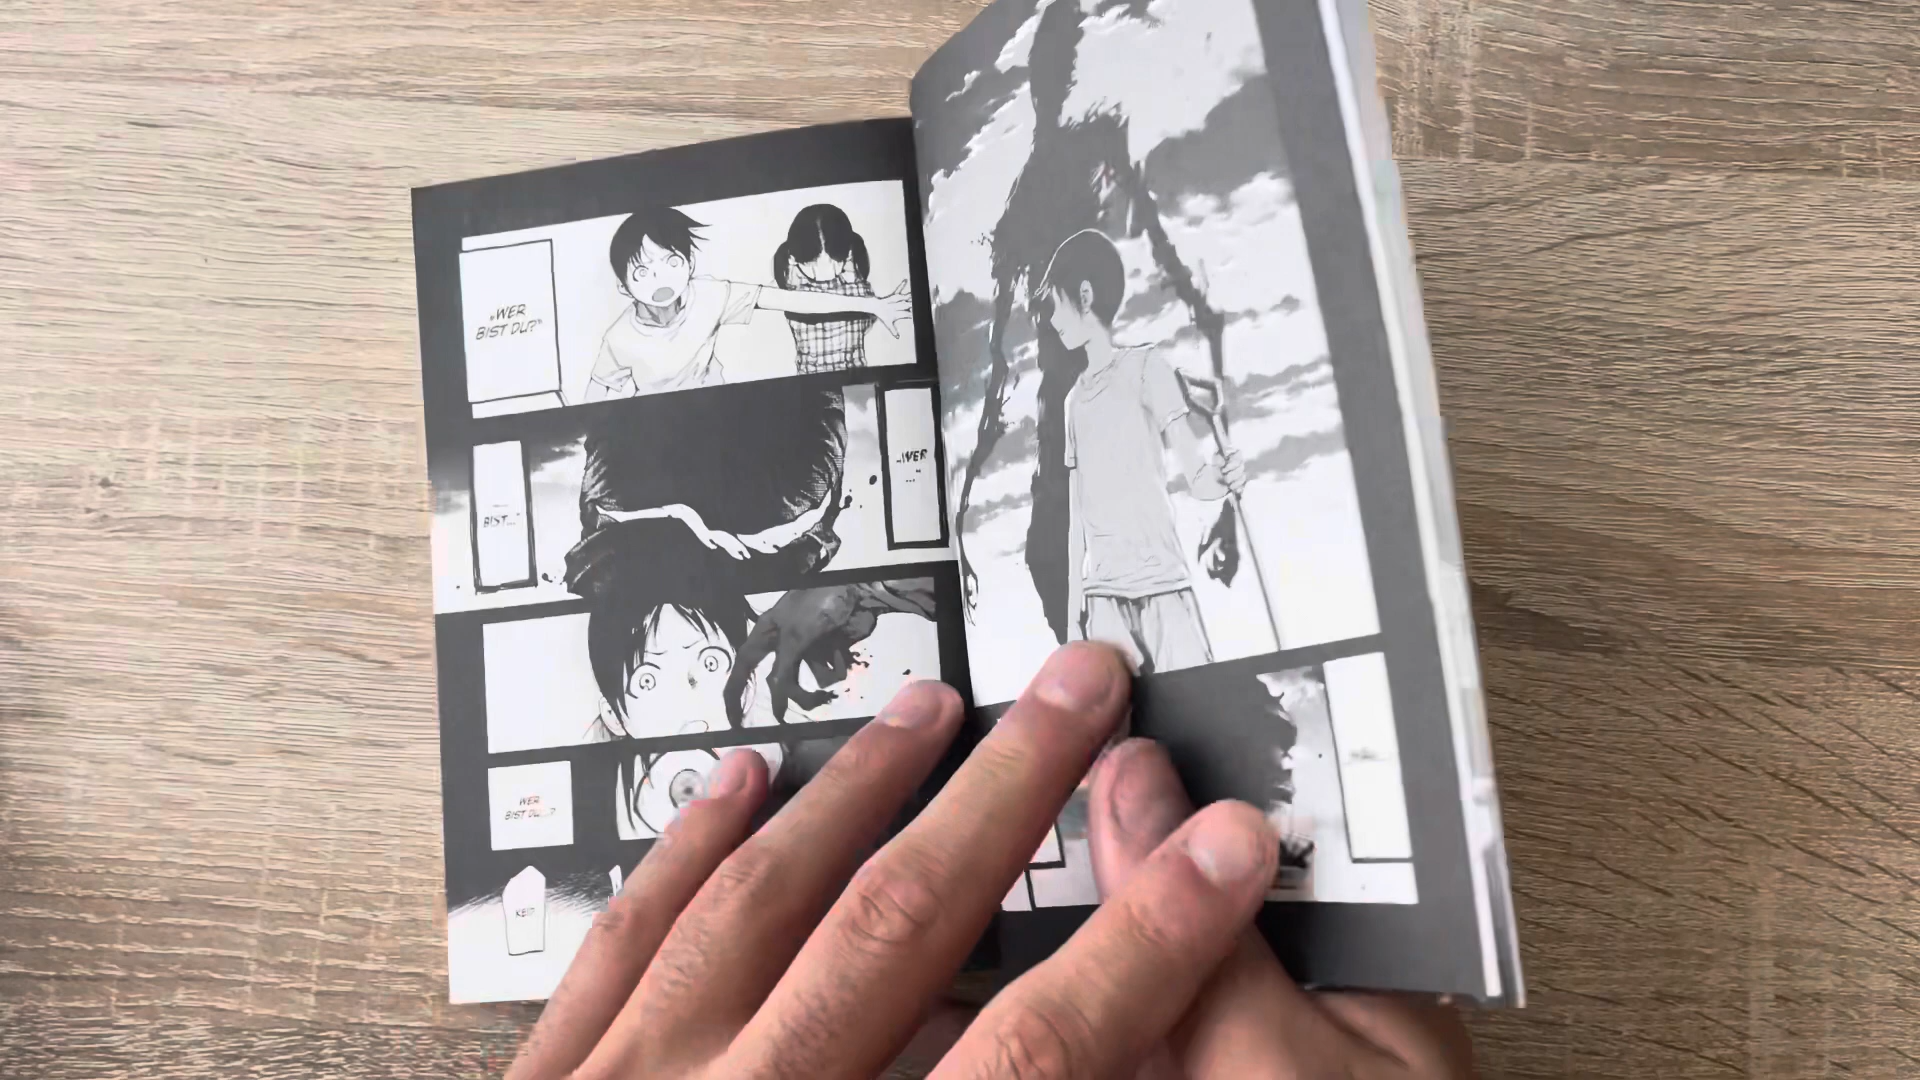 „WER
BIST DU?"
„WER
..."
...
BIST..."
WER
BIST DU...?
KEI